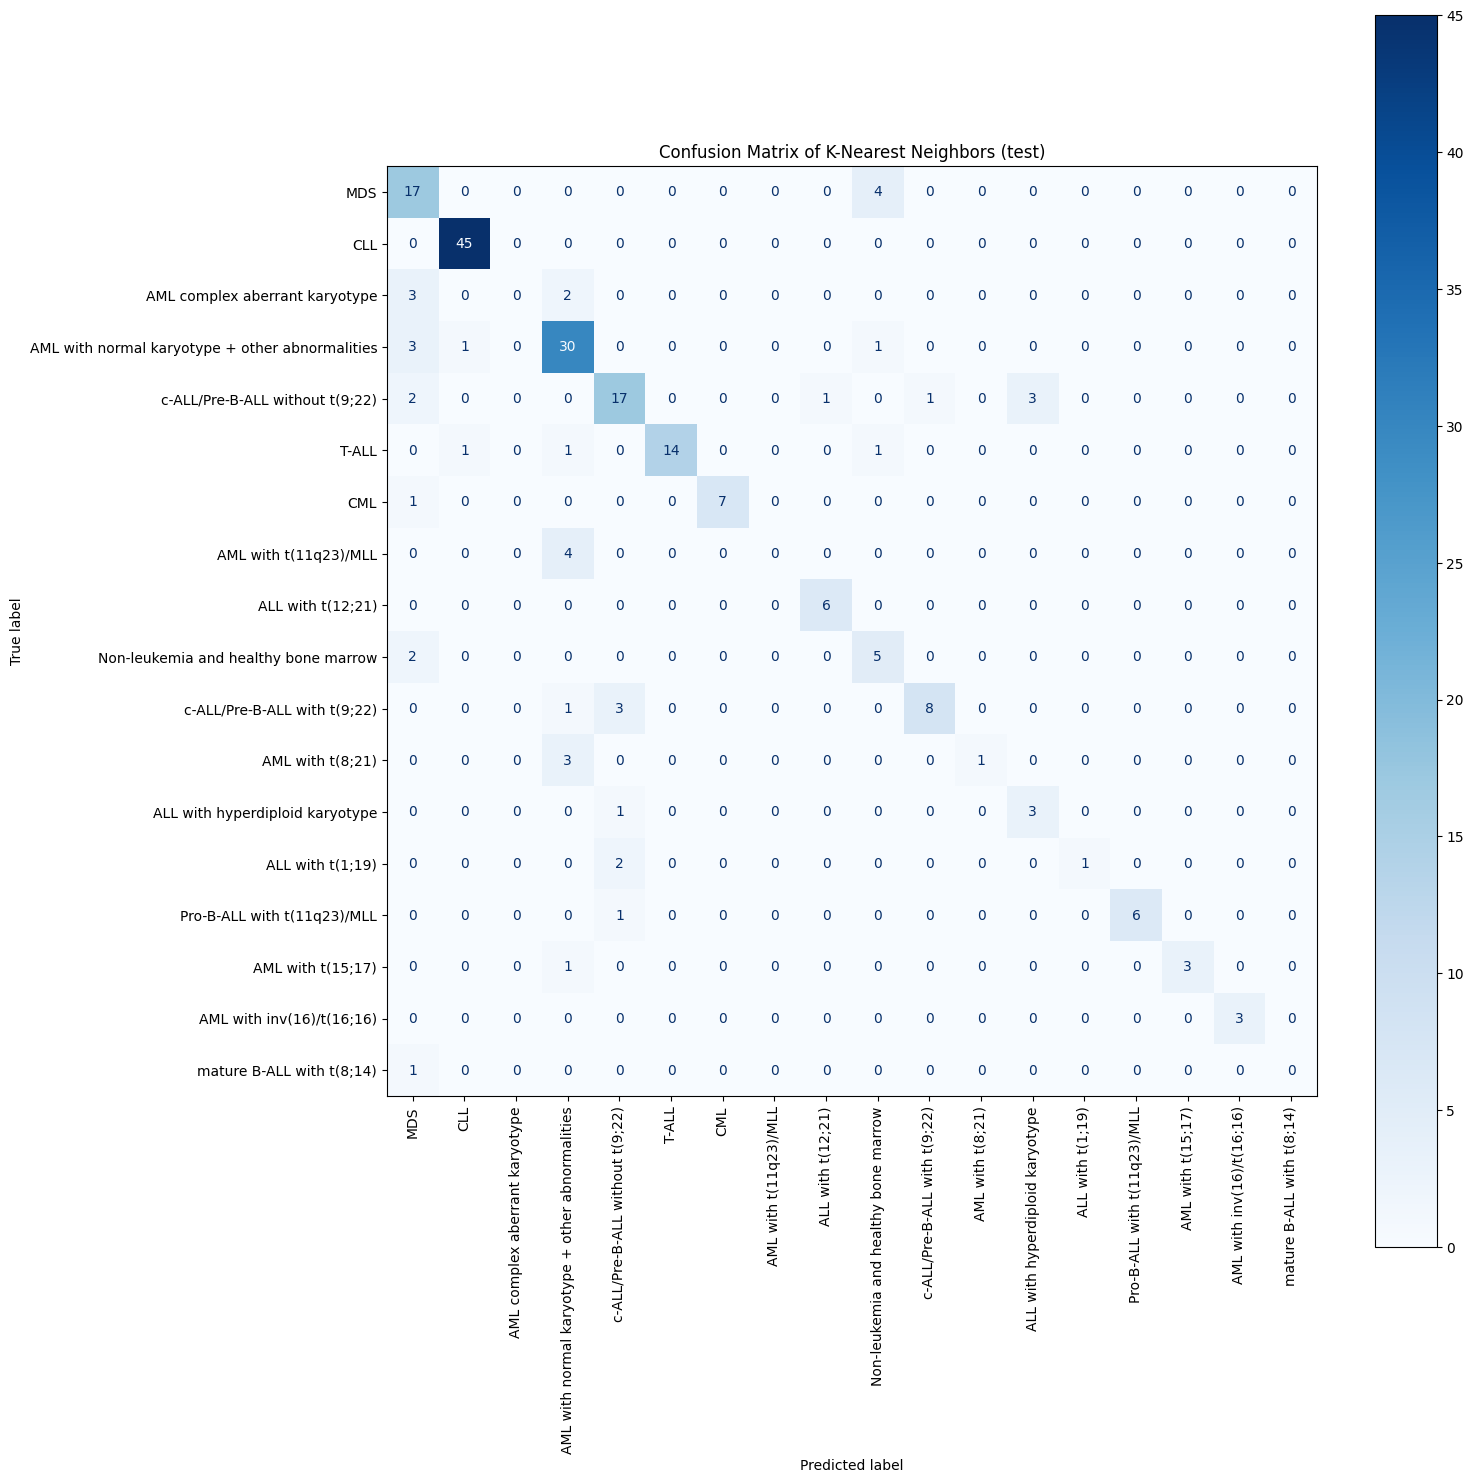 Confusion Matrix of K-Nearest Neighbors (test)
True label
MDS 17 0 0 0 0 0 0 0 0 4 0 0 0 0 0 0 0 0
CLL 0 45 0 0 0 0 0 0 0 0 0 0 0 0 0 0 0 0
AML complex aberrant karyotype 3 0 0 2 0 0 0 0 0 0 0 0 0 0 0 0 0 0
AML with normal karyotype + other abnormalities 3 1 0 30 0 0 0 0 0 1 0 0 0 0 0 0 0 0
c-ALL/Pre-B-ALL without t(9;22) 2 0 0 0 17 0 0 0 1 0 1 0 3 0 0 0 0 0
T-ALL 0 1 0 1 0 14 0 0 0 1 0 0 0 0 0 0 0 0
CML 1 0 0 0 0 0 7 0 0 0 0 0 0 0 0 0 0 0
AML with t(11q23)/MLL 0 0 0 4 0 0 0 0 0 0 0 0 0 0 0 0 0 0
ALL with t(12;21) 0 0 0 0 0 0 0 0 6 0 0 0 0 0 0 0 0 0
Non-leukemia and healthy bone marrow 2 0 0 0 0 0 0 0 0 5 0 0 0 0 0 0 0 0
c-ALL/Pre-B-ALL with t(9;22) 0 0 0 1 3 0 0 0 0 0 8 0 0 0 0 0 0 0
AML with t(8;21) 0 0 0 3 0 0 0 0 0 0 0 1 0 0 0 0 0 0
ALL with hyperdiploid karyotype 0 0 0 0 1 0 0 0 0 0 0 0 3 0 0 0 0 0
ALL with t(1;19) 0 0 0 0 2 0 0 0 0 0 0 0 0 1 0 0 0 0
Pro-B-ALL with t(11q23)/MLL 0 0 0 0 1 0 0 0 0 0 0 0 0 0 6 0 0 0
AML with t(15;17) 0 0 0 1 0 0 0 0 0 0 0 0 0 0 0 3 0 0
AML with inv(16)/t(16;16) 0 0 0 0 0 0 0 0 0 0 0 0 0 0 0 0 3 0
mature B-ALL with t(8;14) 1 0 0 0 0 0 0 0 0 0 0 0 0 0 0 0 0 0
MDS
CLL
AML complex aberrant karyotype
AML with normal karyotype + other abnormalities
c-ALL/Pre-B-ALL without t(9;22)
T-ALL
CML
AML with t(11q23)/MLL
ALL with t(12;21)
Non-leukemia and healthy bone marrow
c-ALL/Pre-B-ALL with t(9;22)
AML with t(8;21)
ALL with hyperdiploid karyotype
ALL with t(1;19)
Pro-B-ALL with t(11q23)/MLL
AML with t(15;17)
AML with inv(16)/t(16;16)
mature B-ALL with t(8;14)
Predicted label
45
40
35
30
25
20
15
10
5
0